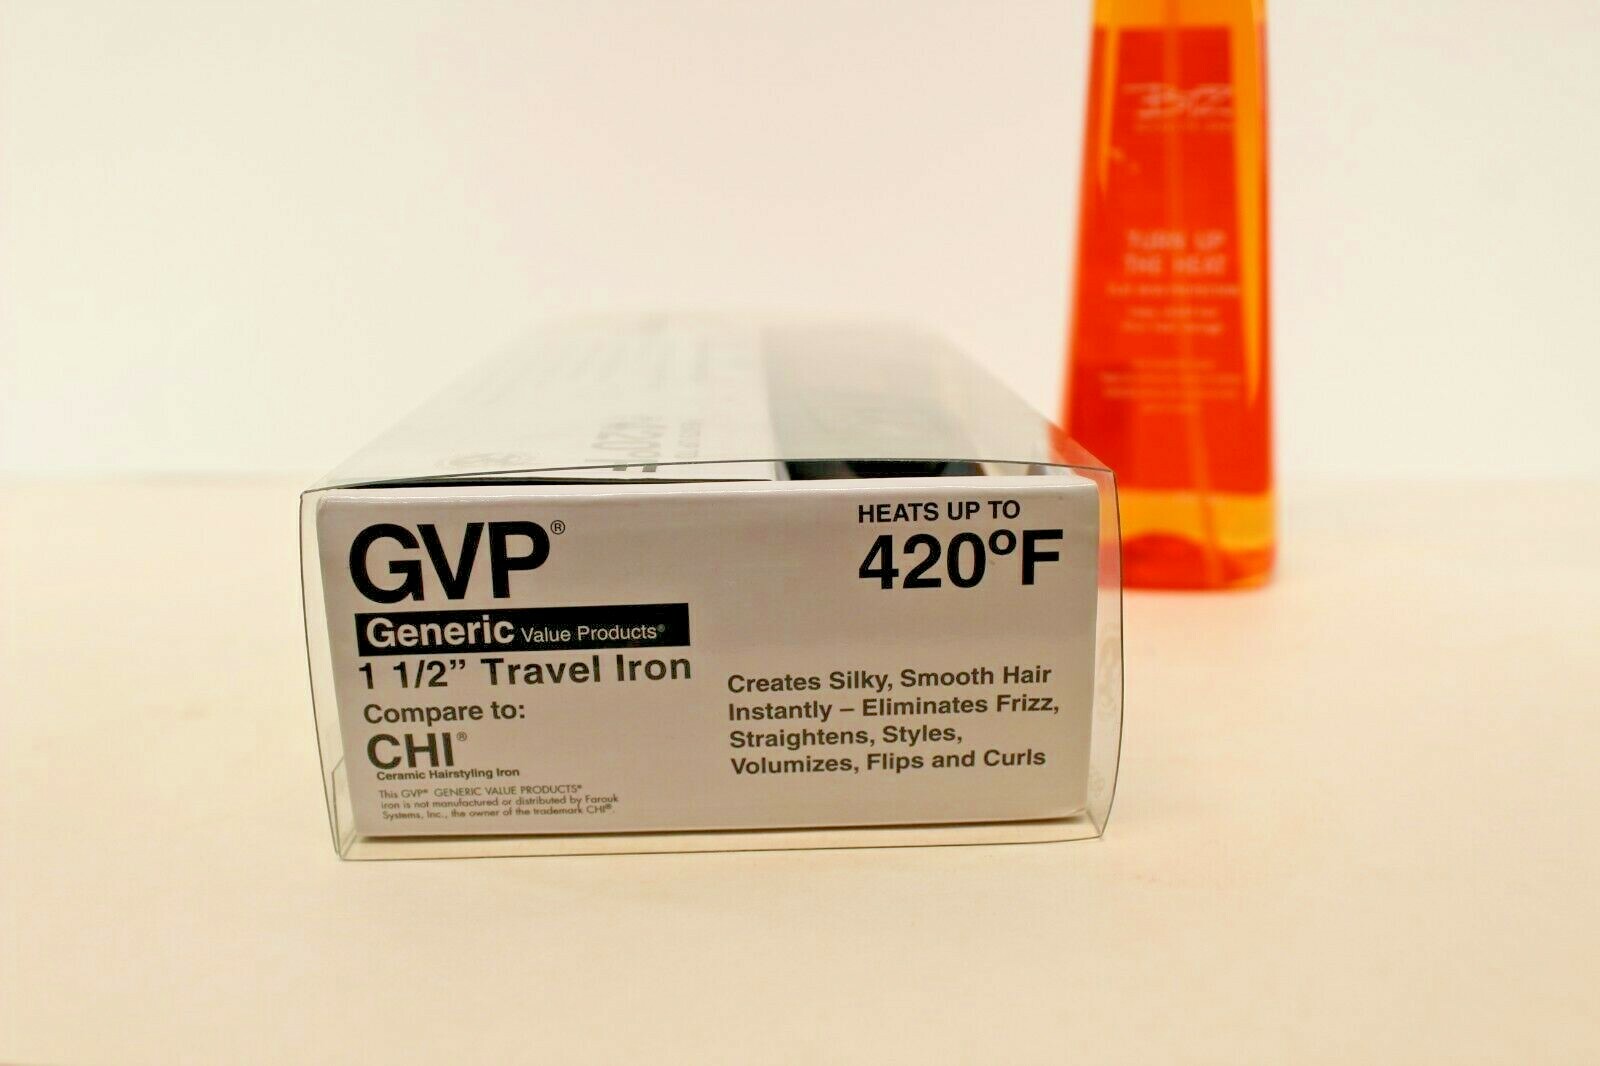 GVP®
Generic Value Products®
1 1/2” Travel Iron
Compare to:
CHI®
Ceramic Hairstyling Iron
This GVP® GENERIC VALUE PRODUCTS®
iron is not manufactured or distributed by Farouk
Systems, Inc., the owner of the trademark CHI®.
HEATS UP TO
420ºF
Creates Silky, Smooth Hair
Instantly – Eliminates Frizz,
Straightens, Styles,
Volumizes, Flips and Curls
420ºF
TURN UP
THE HEAT